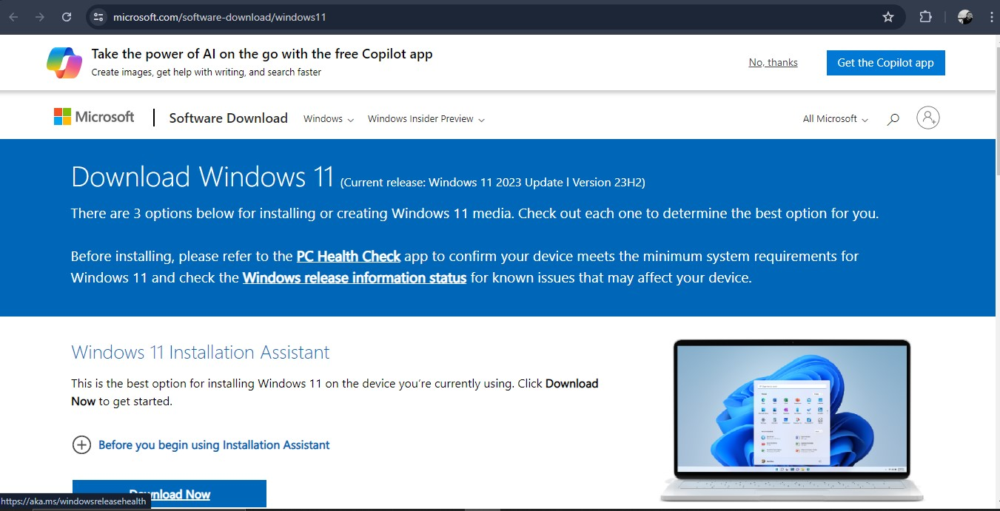 microsoft.com/software-download/windows11
Take the power of AI on the go with the free Copilot app
Create images, get help with writing, and search faster
No, thanks
Get the Copilot app
Microsoft
Software Download
Windows
Windows Insider Preview
All Microsoft
Download Windows 11 (Current release: Windows 11 2023 Update l Version 23H2)
There are 3 options below for installing or creating Windows 11 media. Check out each one to determine the best option for you.
Before installing, please refer to the PC Health Check app to confirm your device meets the minimum system requirements for
Windows 11 and check the Windows release information status for known issues that may affect your device.
Windows 11 Installation Assistant
This is the best option for installing Windows 11 on the device you’re currently using. Click Download
Now to get started.
Before you begin using Installation Assistant
Download Now
https://aka.ms/windowsreleasehealth